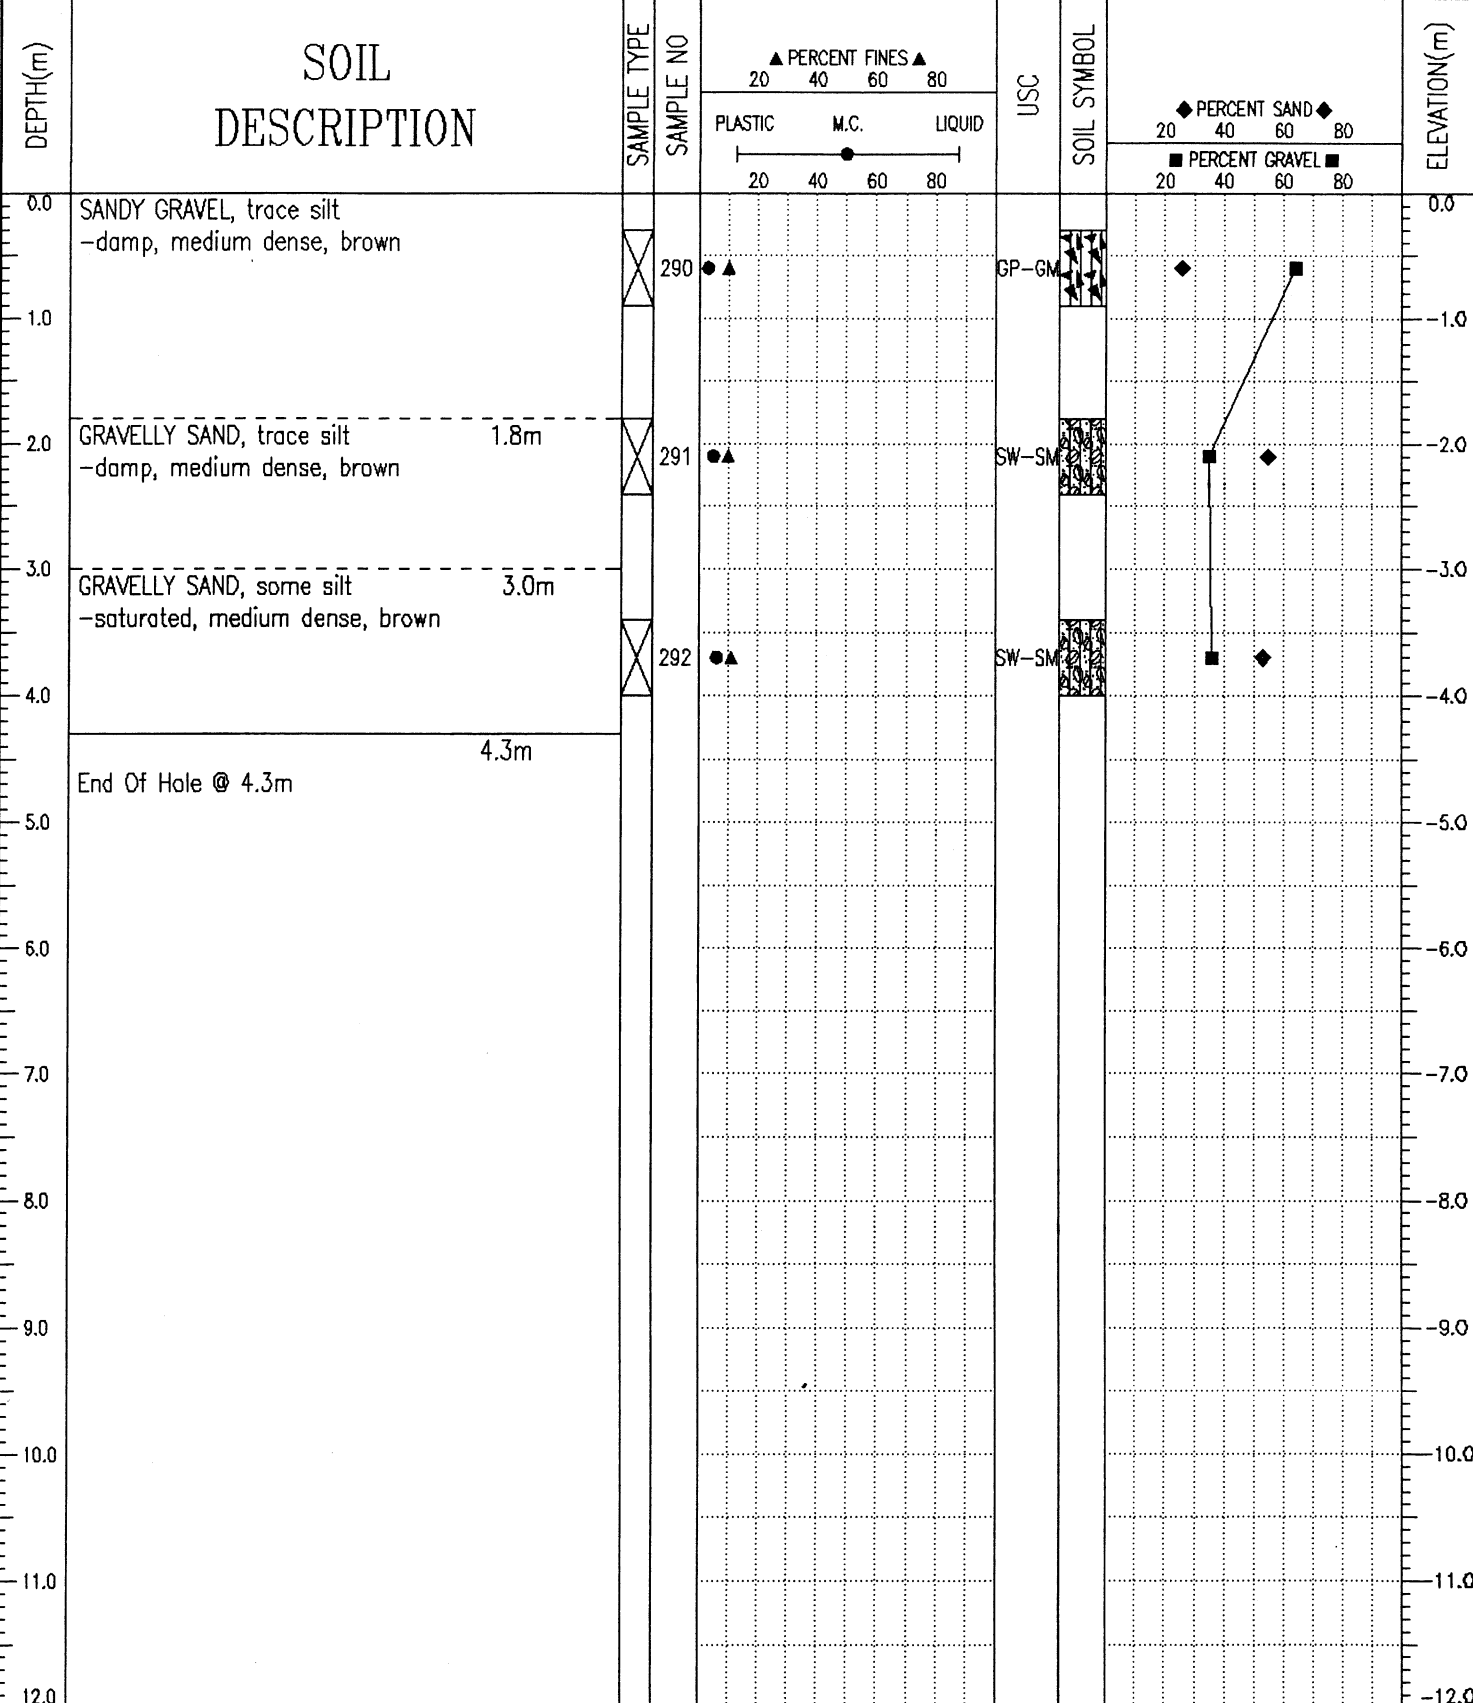 DEPTH(m)
SOIL
DESCRIPTION
SAMPLE TYPE
SAMPLE NO
▲ PERCENT FINES ▲
20 40 60 80
PLASTIC M.C. LIQUID
20 40 60 80
USC
SOIL SYMBOL
◆ PERCENT SAND ◆
20 40 60 80
■ PERCENT GRAVEL ■
20 40 60 80
ELEVATION(m)
0.0 0.0
SANDY GRAVEL, trace silt
-damp, medium dense, brown
290 GP-GM
1.0 -1.0
GRAVELLY SAND, trace silt 1.8m
2.0 -2.0
-damp, medium dense, brown
291 SW-SM
3.0 -3.0
GRAVELLY SAND, some silt 3.0m
-saturated, medium dense, brown
292 SW-SM
4.0 -4.0
4.3m
End Of Hole @ 4.3m
5.0 -5.0
6.0 -6.0
7.0 -7.0
8.0 -8.0
9.0 -9.0
10.0 -10.0
11.0 -11.0
12.0 -12.0